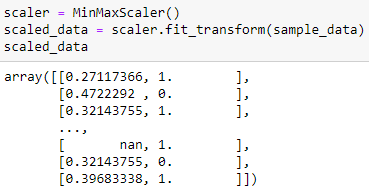 scaler = MinMaxScaler()
scaled_data = scaler.fit_transform(sample_data)
scaled_data
array([[0.27117366, 1.        ],
       [0.4722292 , 0.        ],
       [0.32143755, 1.        ],
       ...,
       [       nan, 1.        ],
       [0.32143755, 0.        ],
       [0.39683338, 1.        ]])